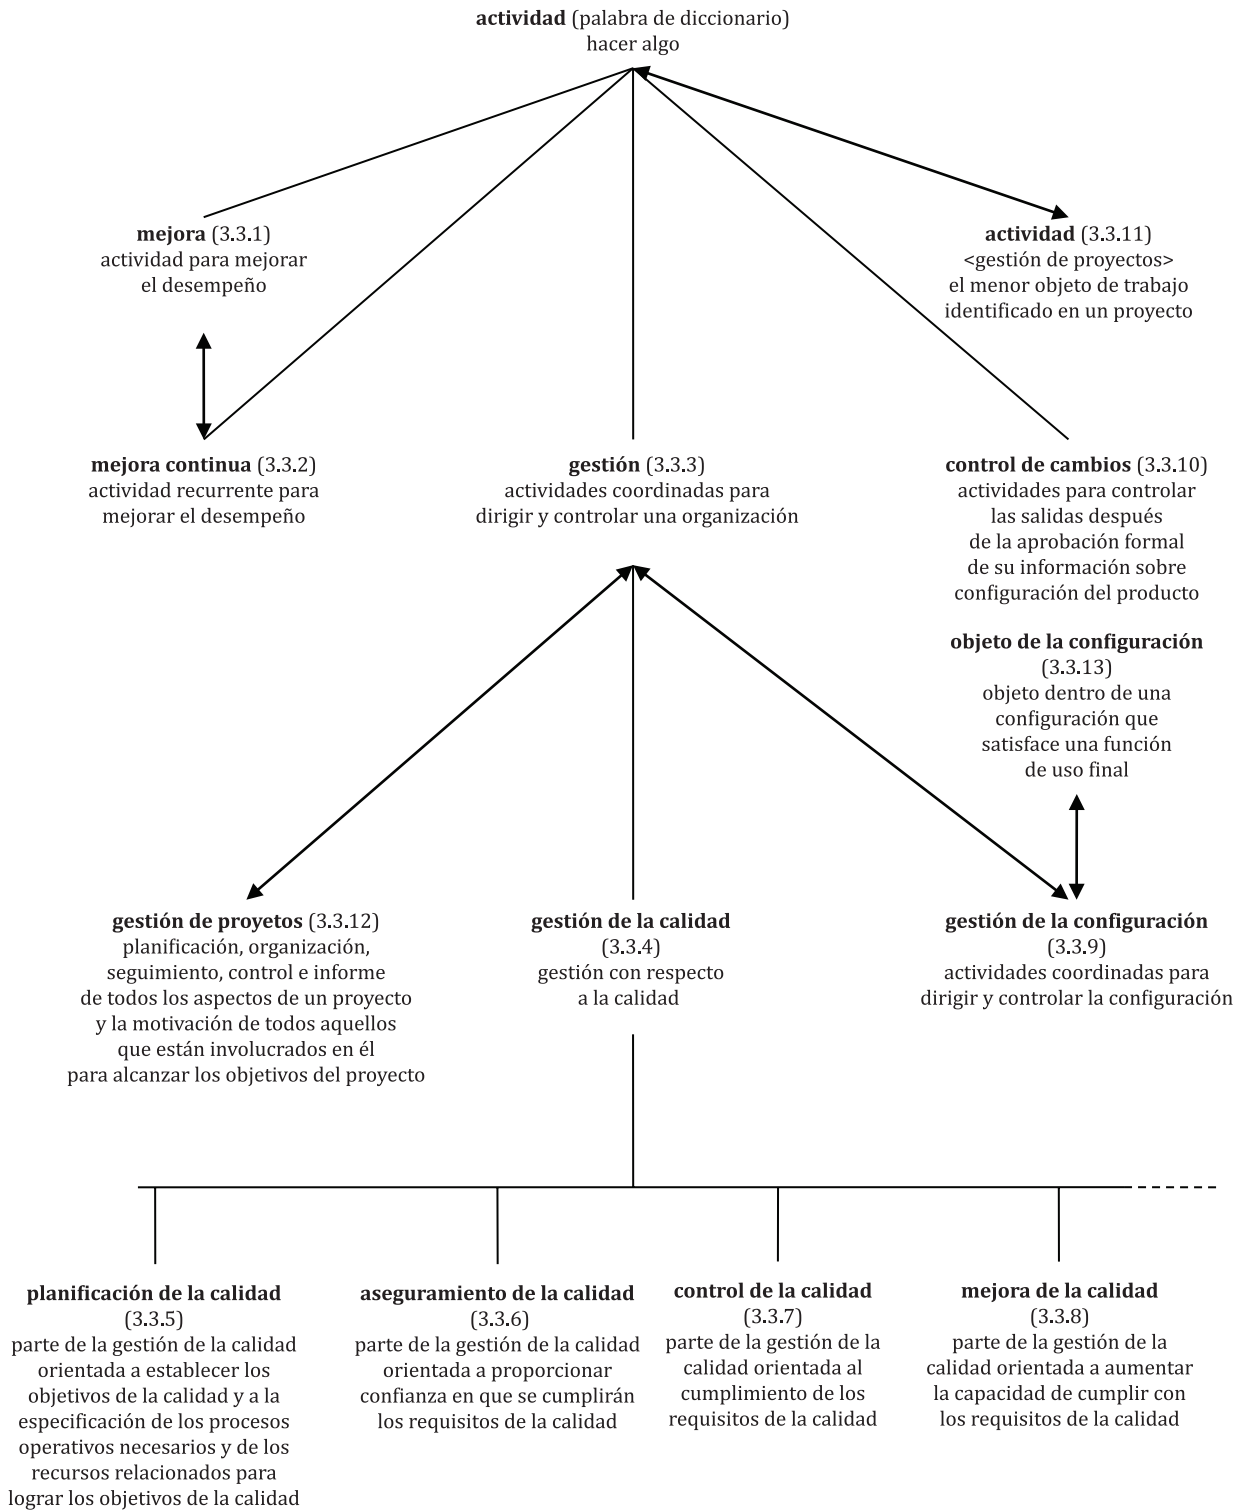 actividad (palabra de diccionario)
hacer algo
mejora (3.3.1)
actividad para mejorar
el desempeño
actividad (3.3.11)
<gestión de proyectos>
el menor objeto de trabajo
identificado en un proyecto
mejora continua (3.3.2)
actividad recurrente para
mejorar el desempeño
gestión (3.3.3)
actividades coordinadas para
dirigir y controlar una organización
control de cambios (3.3.10)
actividades para controlar
las salidas después
de la aprobación formal
de su información sobre
configuración del producto
objeto de la configuración
(3.3.13)
objeto dentro de una
configuración que
satisface una función
de uso final
gestión de proyetos (3.3.12)
planificación, organización,
seguimiento, control e informe
de todos los aspectos de un proyecto
y la motivación de todos aquellos
que están involucrados en él
para alcanzar los objetivos del proyecto
gestión de la calidad
(3.3.4)
gestión con respecto
a la calidad
gestión de la configuración
(3.3.9)
actividades coordinadas para
dirigir y controlar la configuración
planificación de la calidad
(3.3.5)
parte de la gestión de la calidad
orientada a establecer los
objetivos de la calidad y a la
especificación de los procesos
operativos necesarios y de los
recursos relacionados para
lograr los objetivos de la calidad
aseguramiento de la calidad
(3.3.6)
parte de la gestión de la calidad
orientada a proporcionar
confianza en que se cumplirán
los requisitos de la calidad
control de la calidad
(3.3.7)
parte de la gestión de la
calidad orientada al
cumplimiento de los
requisitos de la calidad
mejora de la calidad
(3.3.8)
parte de la gestión de la
calidad orientada a aumentar
la capacidad de cumplir con
los requisitos de la calidad